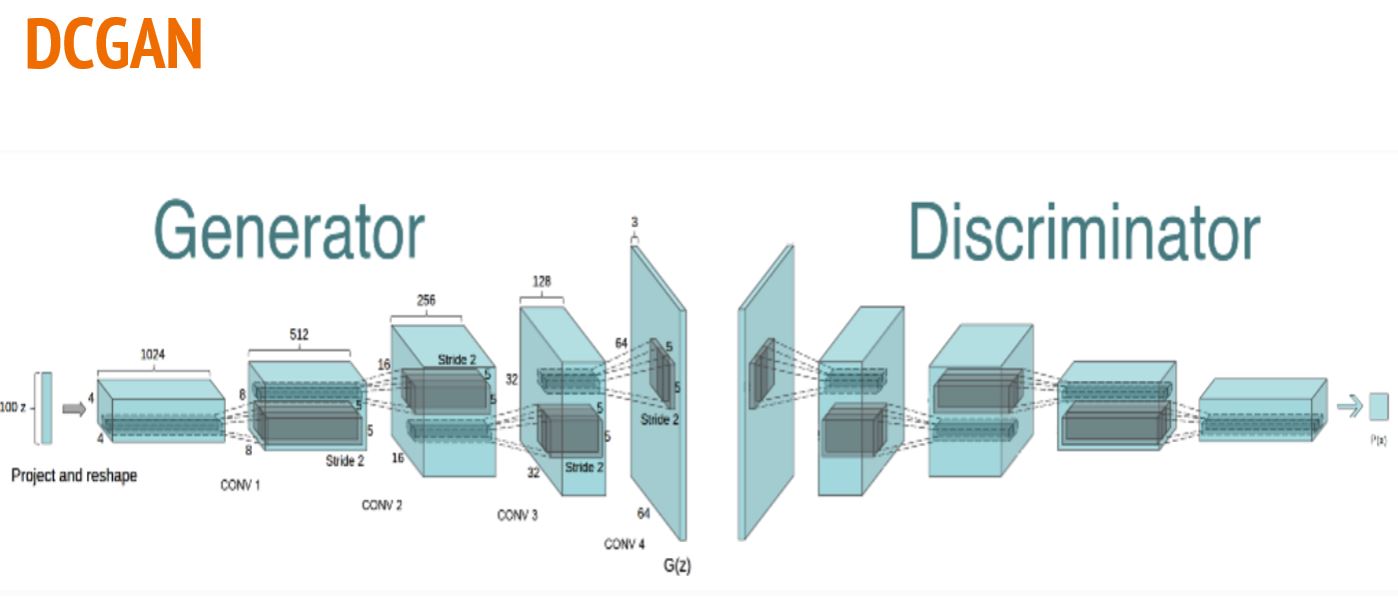 DCGAN
Generator
Discriminator
3
128
256
512
1024
64
5
5
Stride 2
16
Stride 2
5
5
32
100 z
4
8
5
5
5
4
5
8
Stride 2
16
Stride 2
32
Project and reshape
CONV 1
CONV 2
CONV 3
64
CONV 4
G(z)
P(x)